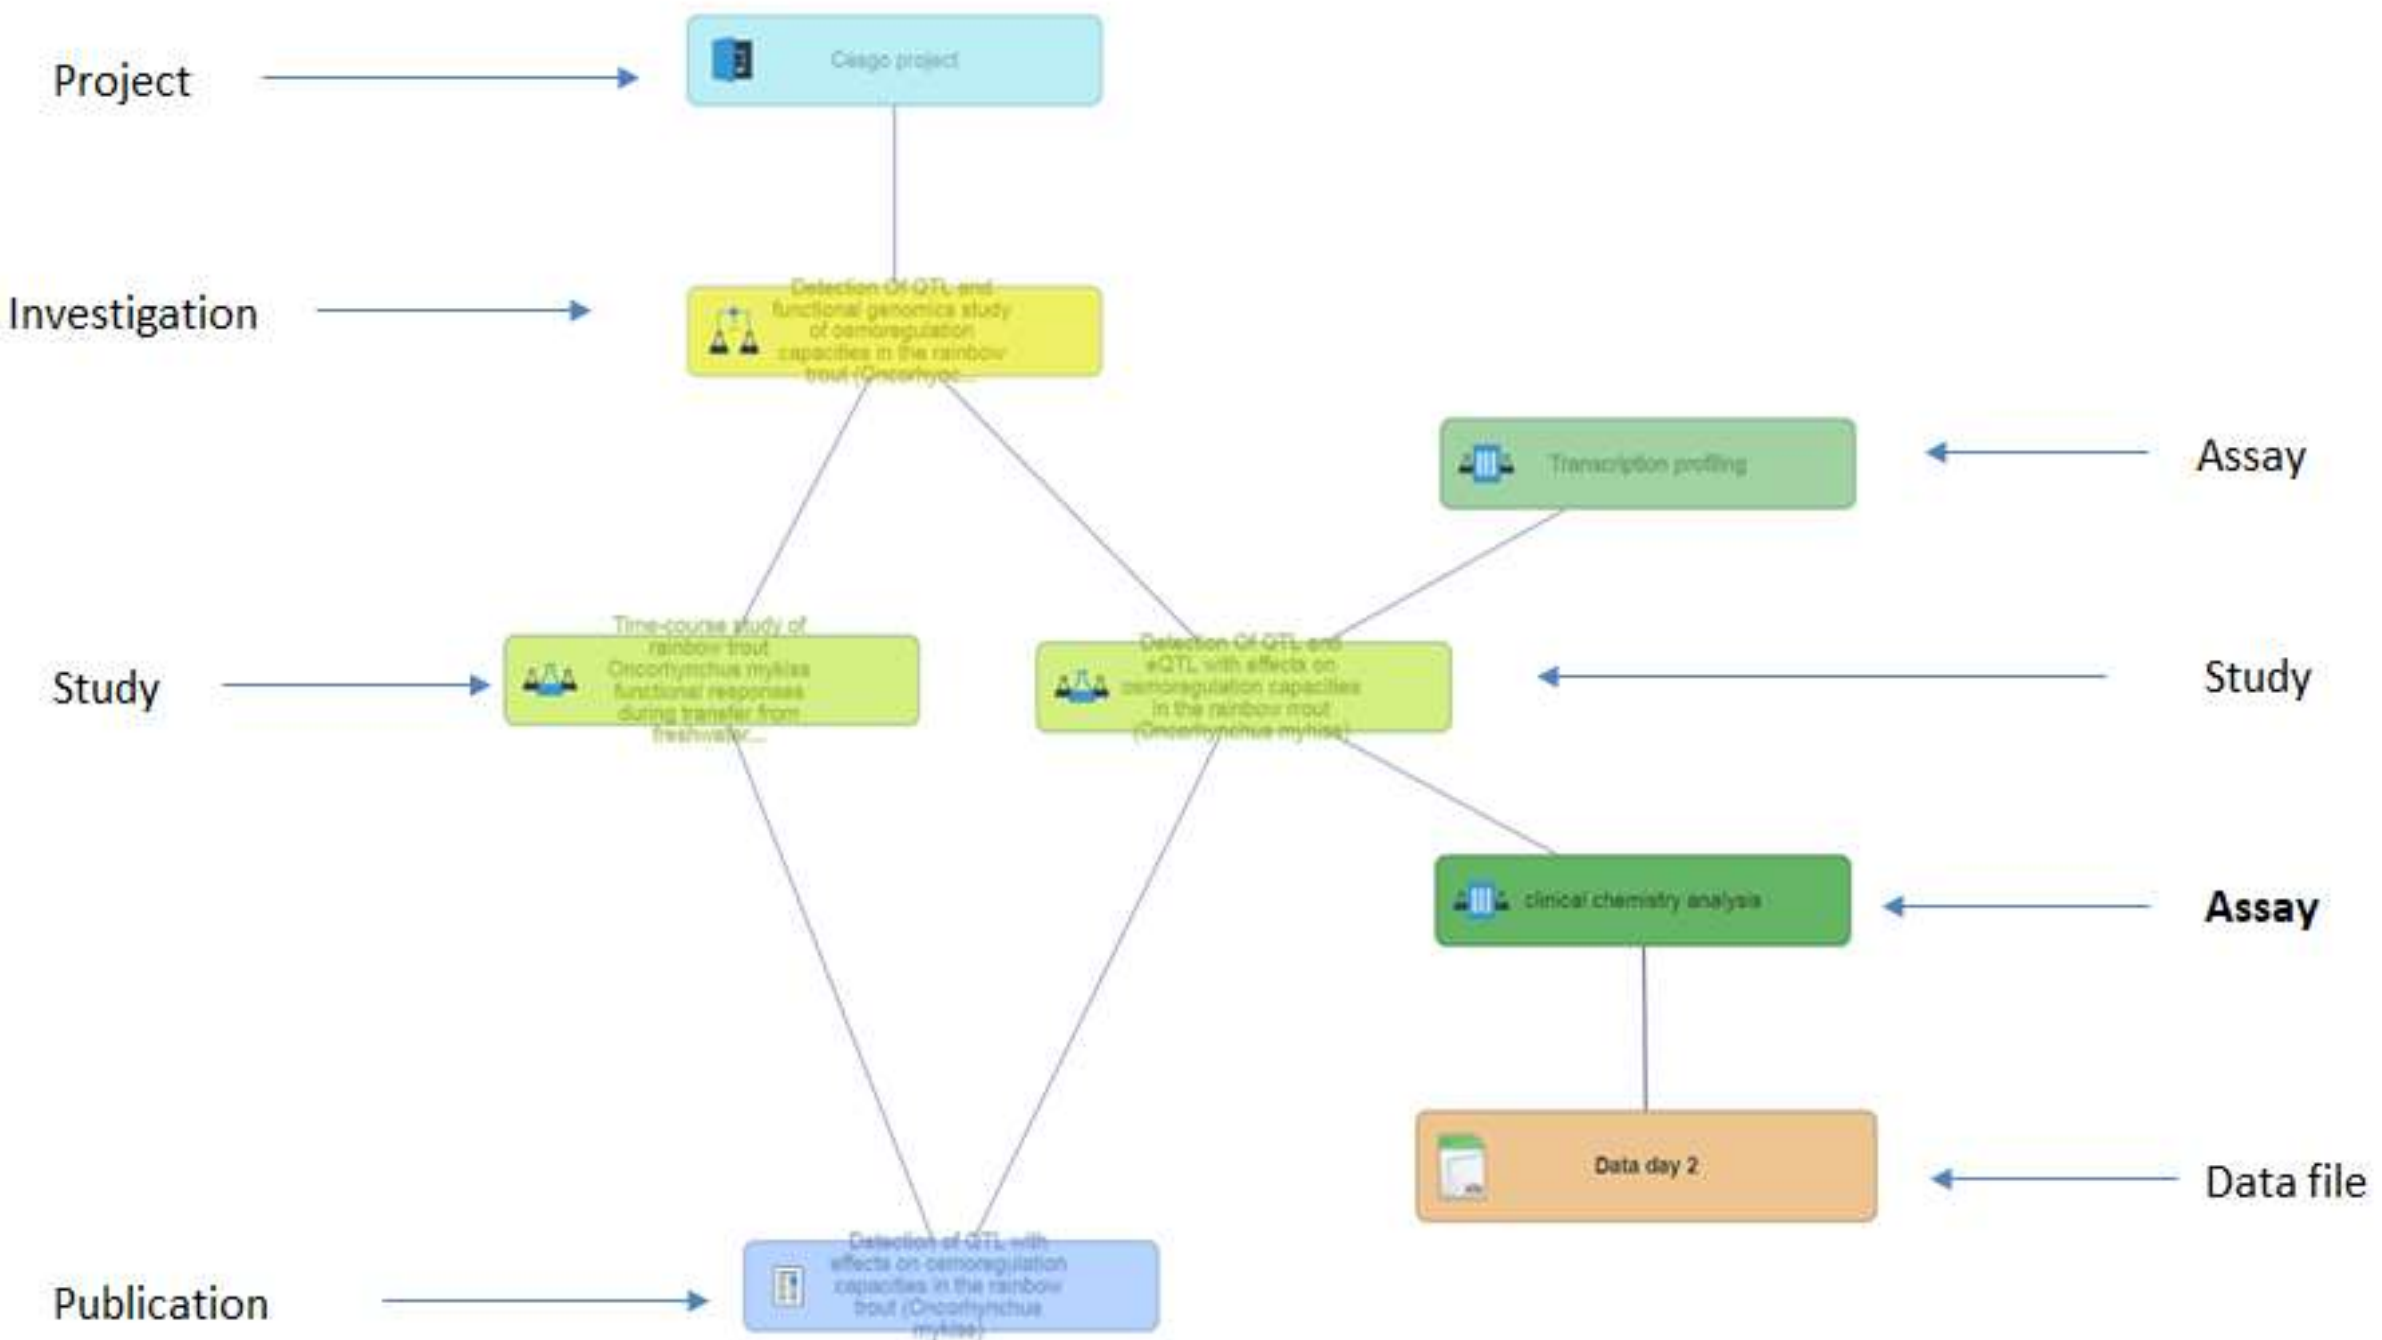 Project
Cesgo project
Investigation
Detection Of QTL and
functional genomics study
of osmoregulation
capacities in the rainbow
trout (Oncorhync...
Transcription profiling
Assay
Study
Time-course study of
rainbow trout
Oncorhynchus mykiss
functional responses
during transfer from
freshwater...
Detection Of QTL and
eQTL with effects on
osmoregulation capacities
in the rainbow trout
(Oncorhynchus mykiss)
Study
clinical chemistry analysis
Assay
Data day 2
Data file
Publication
Detection of QTL with
effects on osmoregulation
capacities in the rainbow
trout (Oncorhynchus
mykiss)